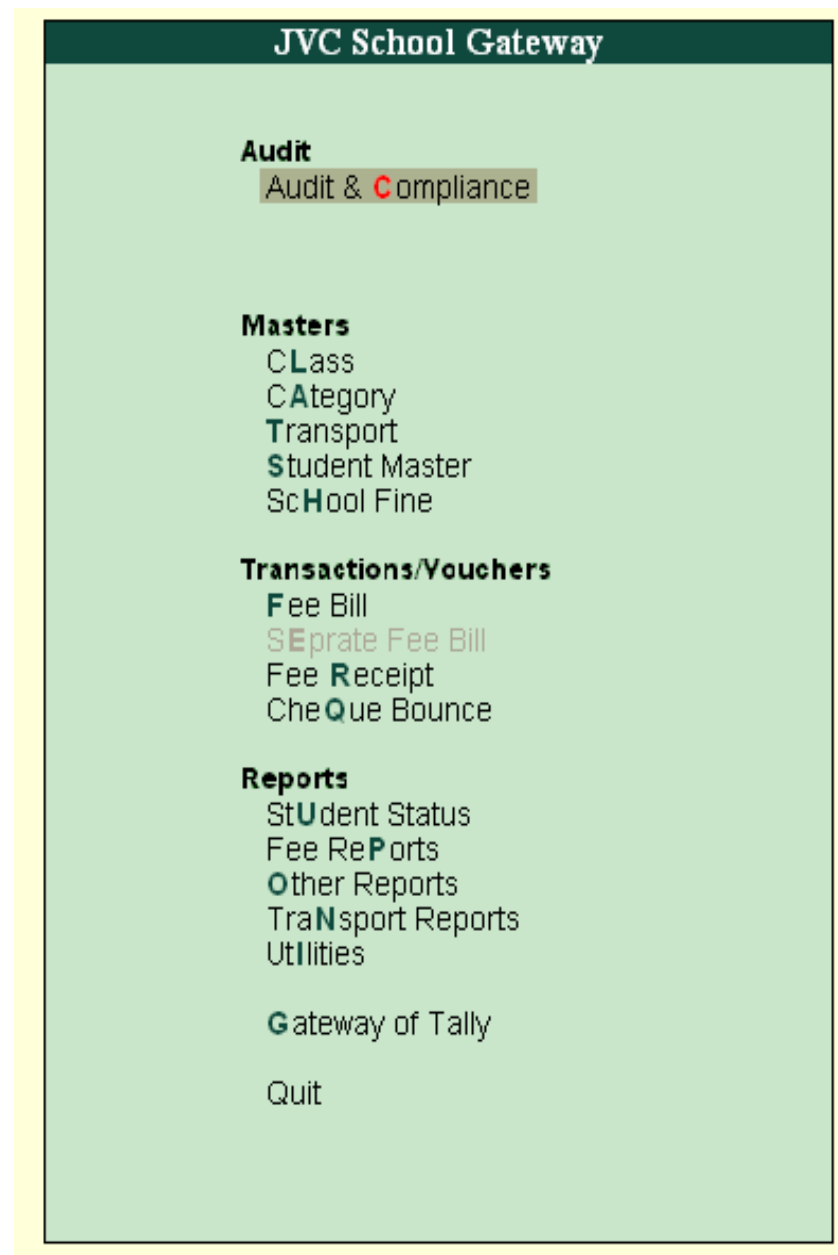 JVC School Gateway
Audit
Audit & Compliance
Masters
CLass
CAtegory
Transport
Student Master
ScHool Fine
Transactions/Vouchers
Fee Bill
SEprate Fee Bill
Fee Receipt
CheQue Bounce
Reports
StUdent Status
Fee RePorts
Other Reports
TraNsport Reports
UtIlities
Gateway of Tally
Quit